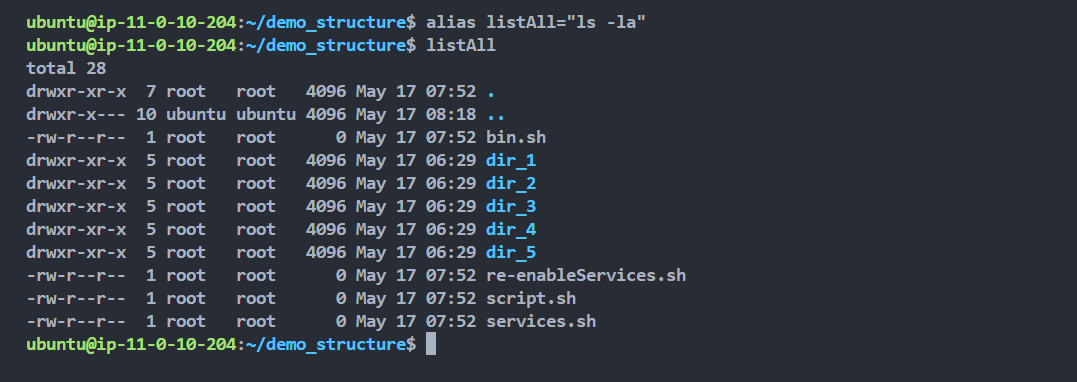 ubuntu@ip-11-0-10-204:~/demo_structure$ alias listAll="ls -la"
ubuntu@ip-11-0-10-204:~/demo_structure$ listAll
total 28
drwxr-xr-x  7 root   root   4096 May 17 07:52 .
drwxr-x--- 10 ubuntu ubuntu 4096 May 17 08:18 ..
-rw-r--r--  1 root   root      0 May 17 07:52 bin.sh
drwxr-xr-x  5 root   root   4096 May 17 06:29 dir_1
drwxr-xr-x  5 root   root   4096 May 17 06:29 dir_2
drwxr-xr-x  5 root   root   4096 May 17 06:29 dir_3
drwxr-xr-x  5 root   root   4096 May 17 06:29 dir_4
drwxr-xr-x  5 root   root   4096 May 17 06:29 dir_5
-rw-r--r--  1 root   root      0 May 17 07:52 re-enableServices.sh
-rw-r--r--  1 root   root      0 May 17 07:52 script.sh
-rw-r--r--  1 root   root      0 May 17 07:52 services.sh
ubuntu@ip-11-0-10-204:~/demo_structure$